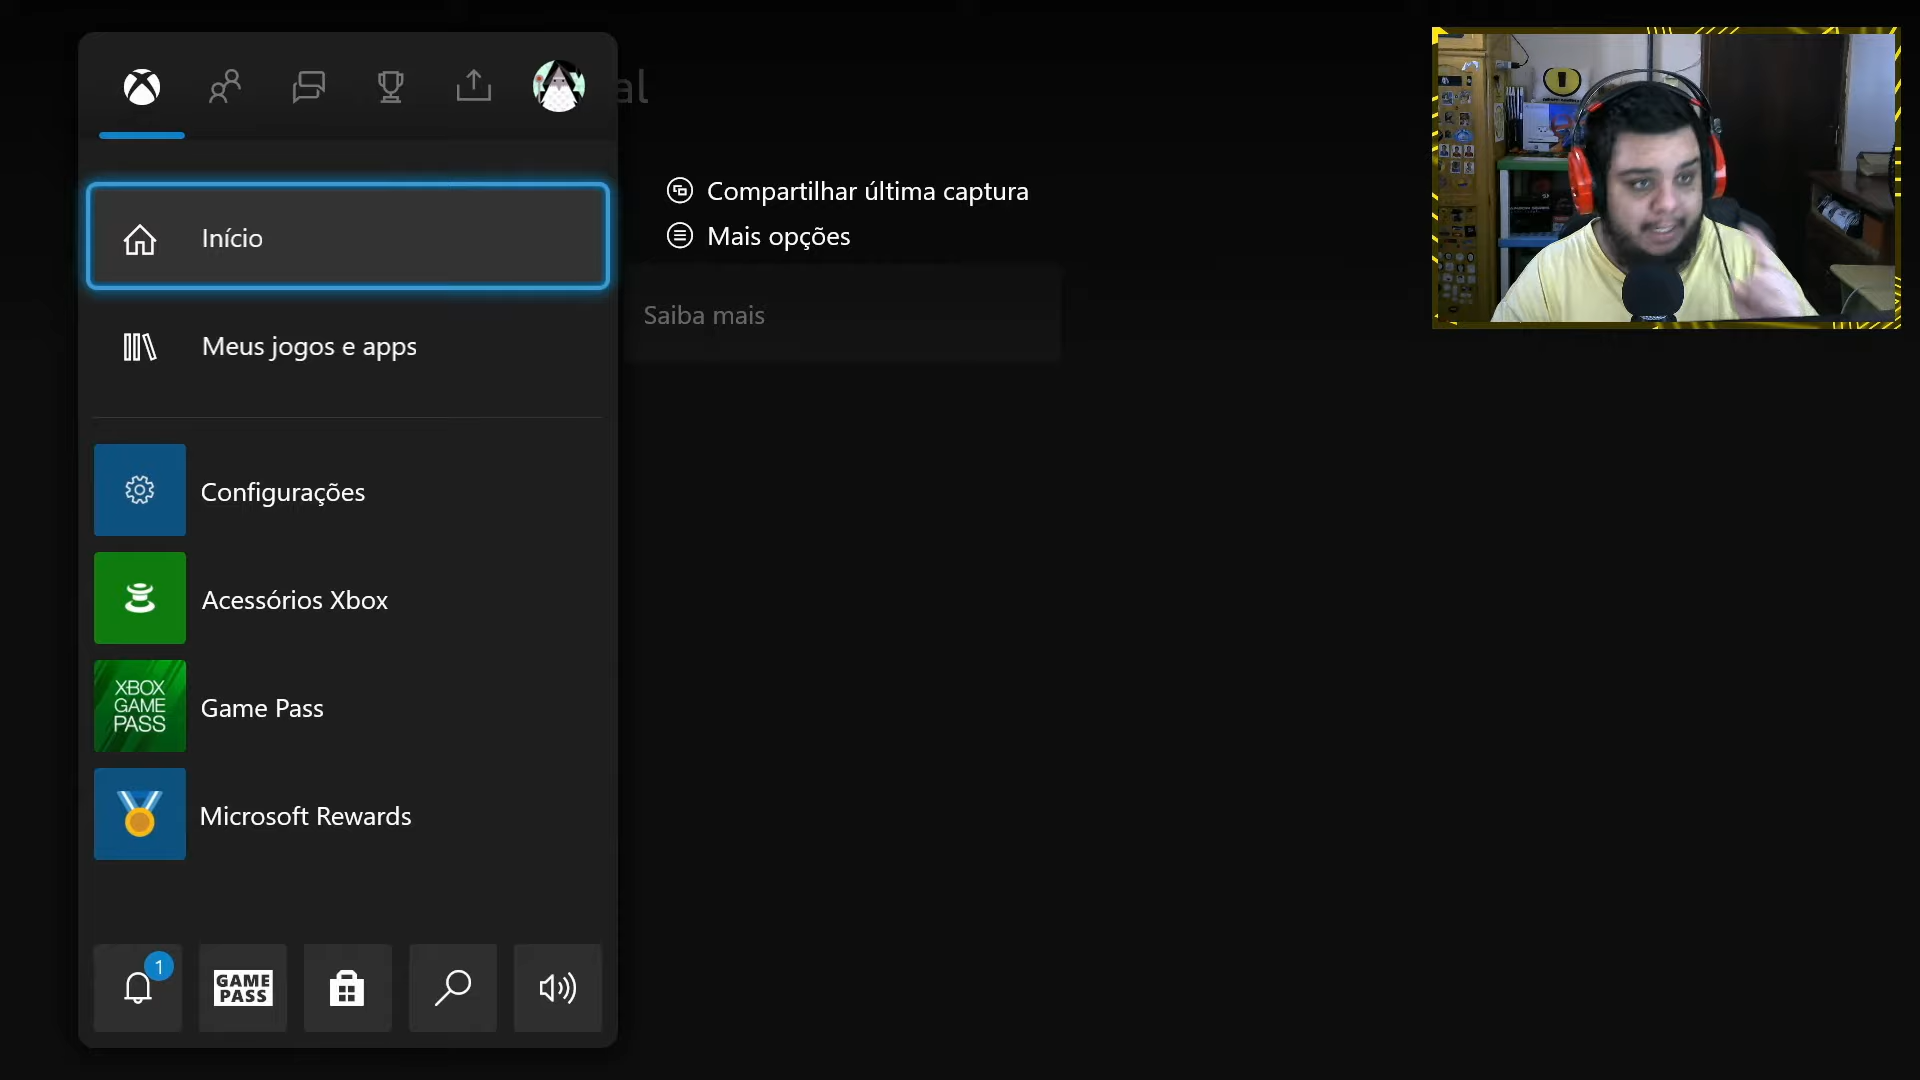 al
Início
Meus jogos e apps
Configurações
Acessórios Xbox
XBOX
GAME
PASS
Game Pass
Microsoft Rewards
1
GAME
PASS
Compartilhar última captura
Mais opções
Saiba mais